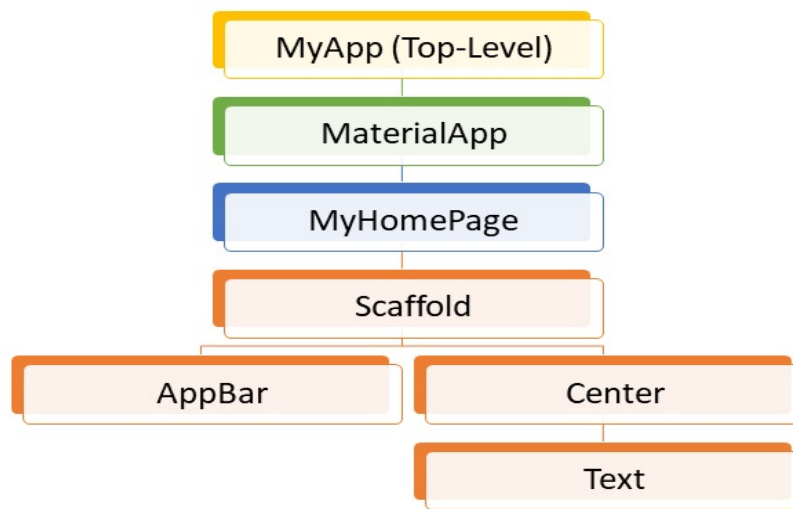 MyApp (Top-Level)
MaterialApp
MyHomePage
Scaffold
AppBar
Center
Text